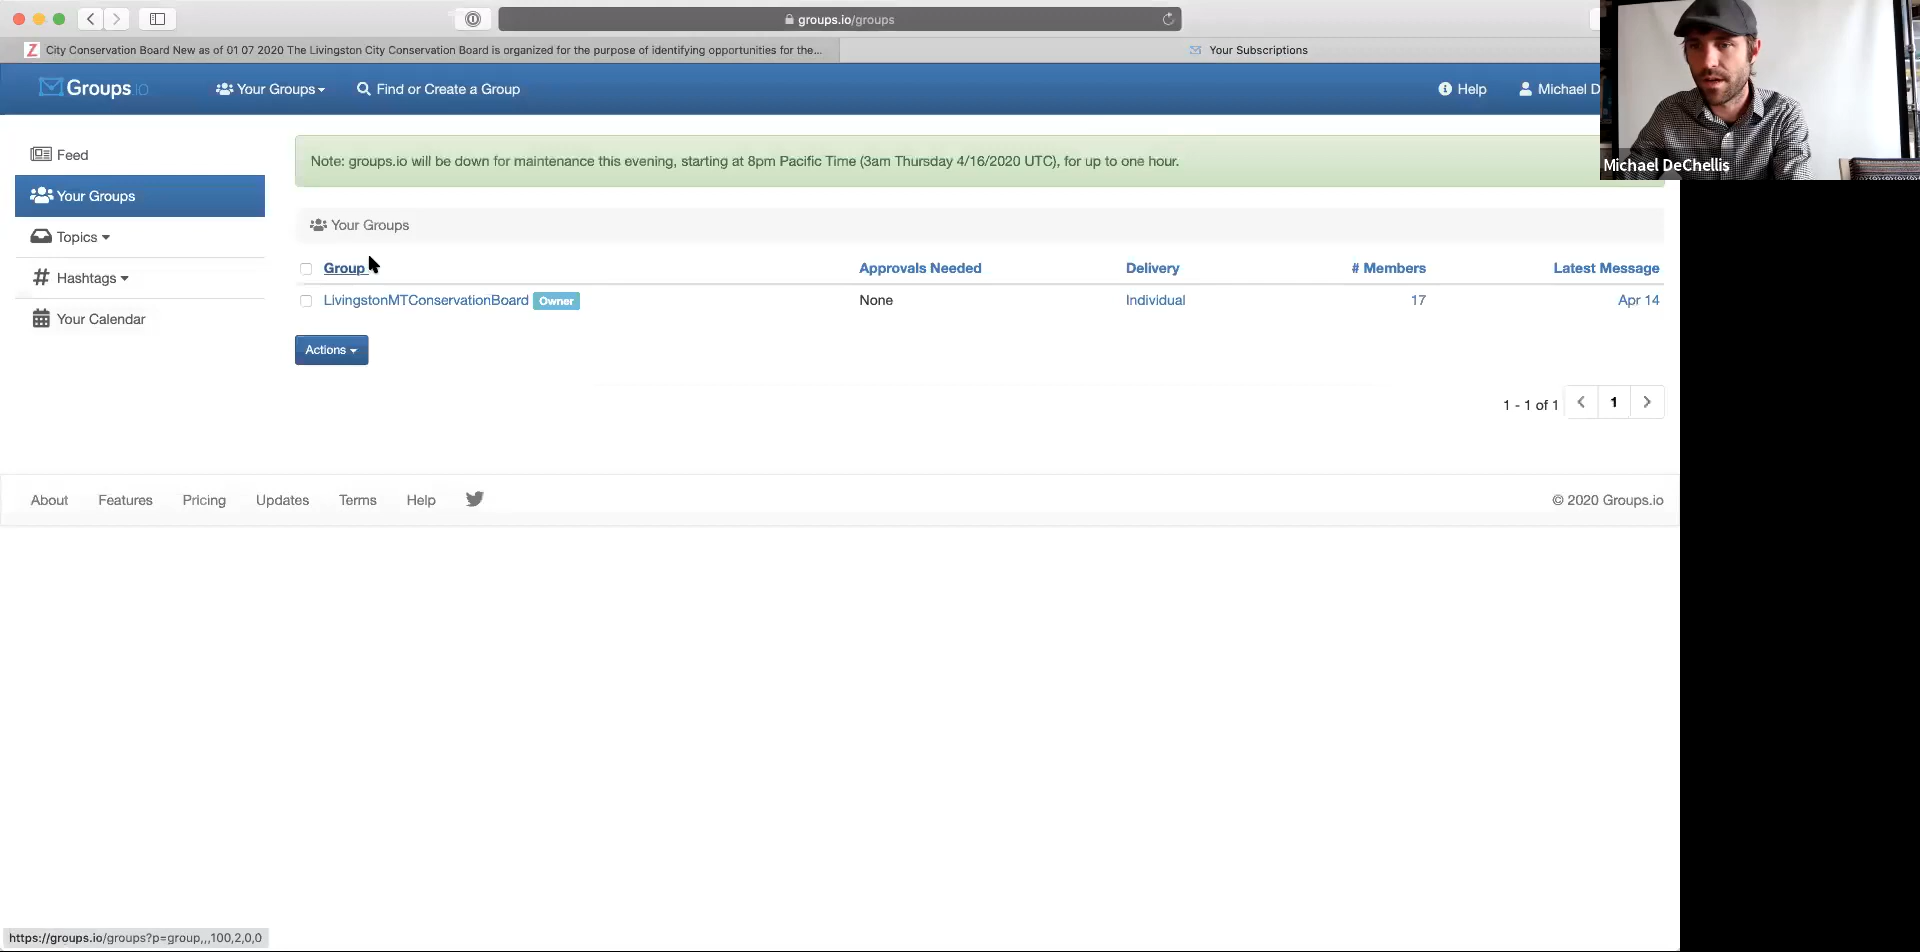 groups.io/groups
City Conservation Board New as of 01 07 2020 The Livingston City Conservation Board is organized for the purpose of identifying opportunities for the...
Your Subscriptions
Groups IO
Your Groups
Find or Create a Group
Help
Michael D
Michael DeChellis
Feed
Your Groups
Topics
Hashtags
Your Calendar
Note: groups.io will be down for maintenance this evening, starting at 8pm Pacific Time (3am Thursday 4/16/2020 UTC), for up to one hour.
Your Groups
Group Approvals Needed Delivery # Members Latest Message
LivingstonMTConservationBoard Owner None Individual 17 Apr 14
Actions
1 - 1 of 1 1
About Features Pricing Updates Terms Help
© 2020 Groups.io
https://groups.io/groups?p=group,,,100,2,0,0